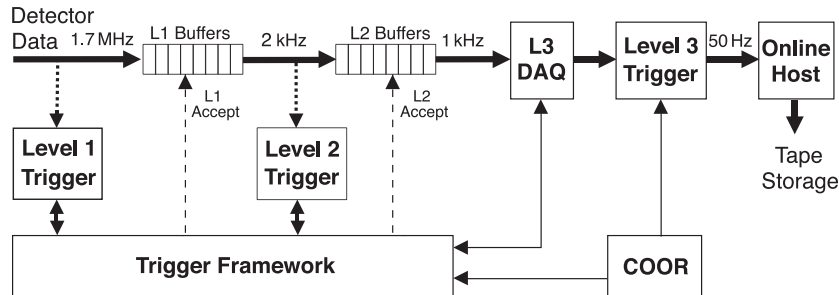 Detector
Data
1.7 MHz
L1 Buffers
2 kHz
L2 Buffers
1 kHz
L3
DAQ
Level 3
Trigger
50 Hz
Online
Host
L1
Accept
L2
Accept
Level 1
Trigger
Level 2
Trigger
Tape
Storage
Trigger Framework
COOR